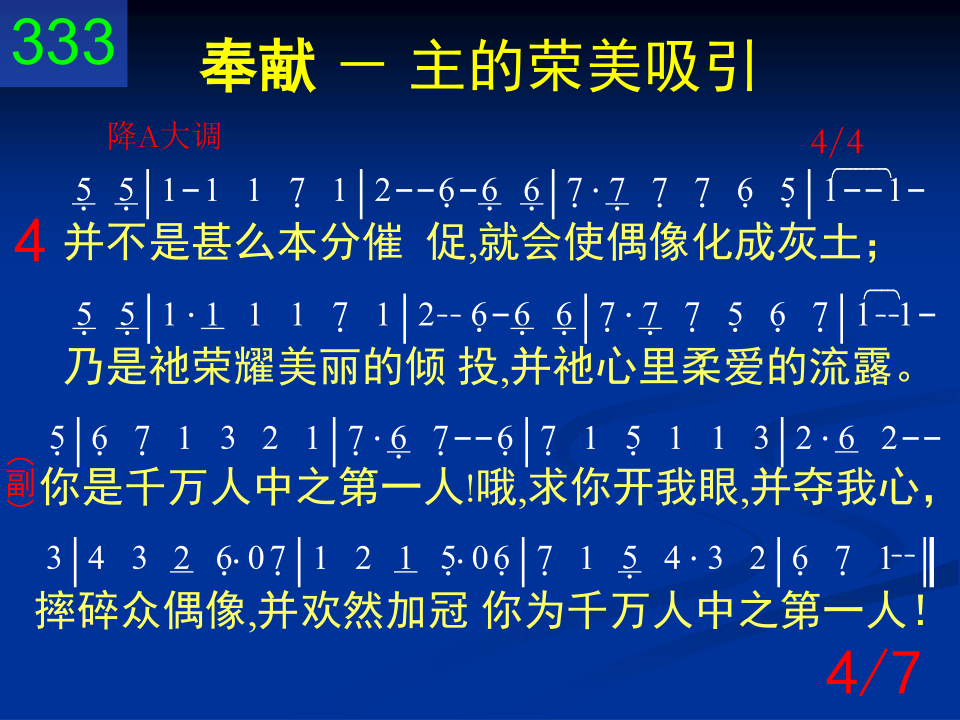 333
奉献 － 主的荣美吸引
降A大调 4/4
5 5|1-1 1 7 1|2--6-6 6|7·7 7 7 6 5|1--1-
4 并不是甚么本分催 促,就会使偶像化成灰土；
5 5|1·1 1 1 7 1|2--6-6 6|7·7 7 5 6 7|1--1-
乃是祂荣耀美丽的倾 投,并祂心里柔爱的流露。
5|6 7 1 3 2 1|7·6 7--6|7 1 5 1 1 3|2·6 2--
（副）你是千万人中之第一人!哦,求你开我眼,并夺我心，
3|4 3 2 6·07|1 2 1 5·06|7 1 5 4·3 2|6 7 1--‖
摔碎众偶像,并欢然加冠 你为千万人中之第一人！
4/7